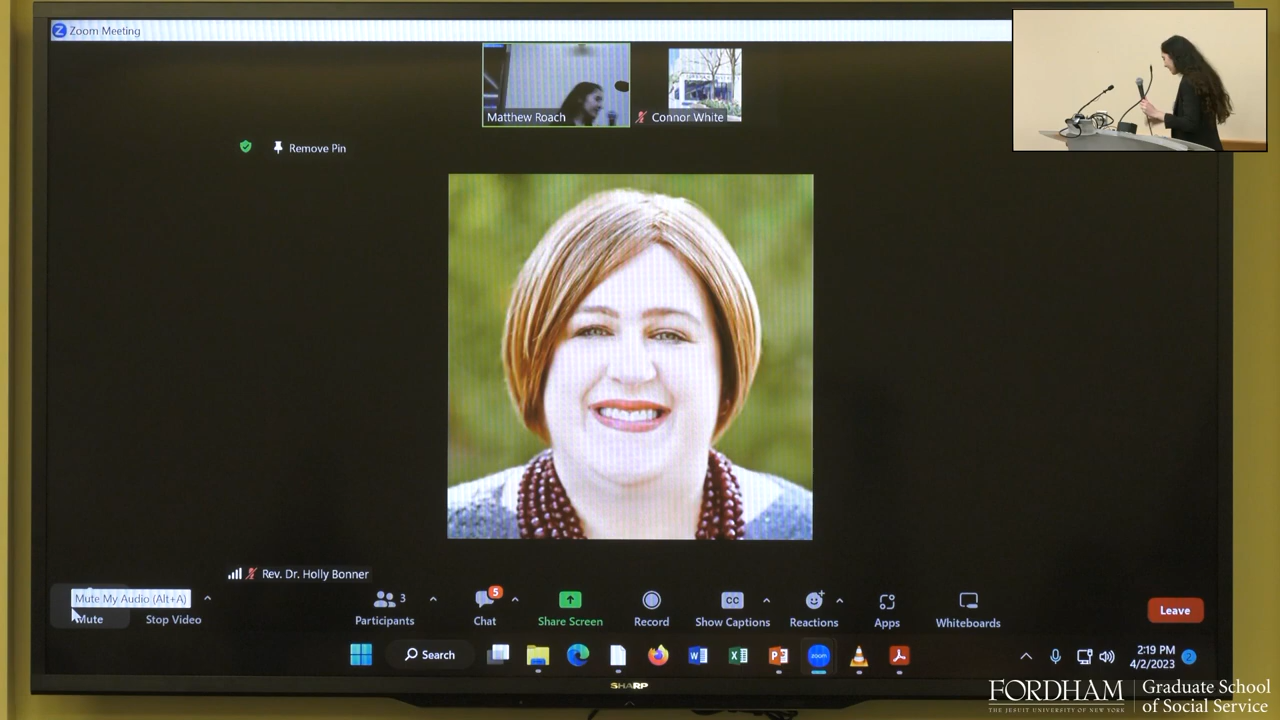 Zoom Meeting
Matthew Roach
Connor White
Remove Pin
Rev. Dr. Holly Bonner
Mute My Audio (Alt+A)
Mute
Stop Video
3
Participants
5
Chat
Share Screen
Record
CC
Show Captions
Reactions
Apps
Whiteboards
Leave
Search
zoom
2:19 PM
4/2/2023
2
SHARP
FORDHAM
THE JESUIT UNIVERSITY OF NEW YORK
Graduate School
of Social Service